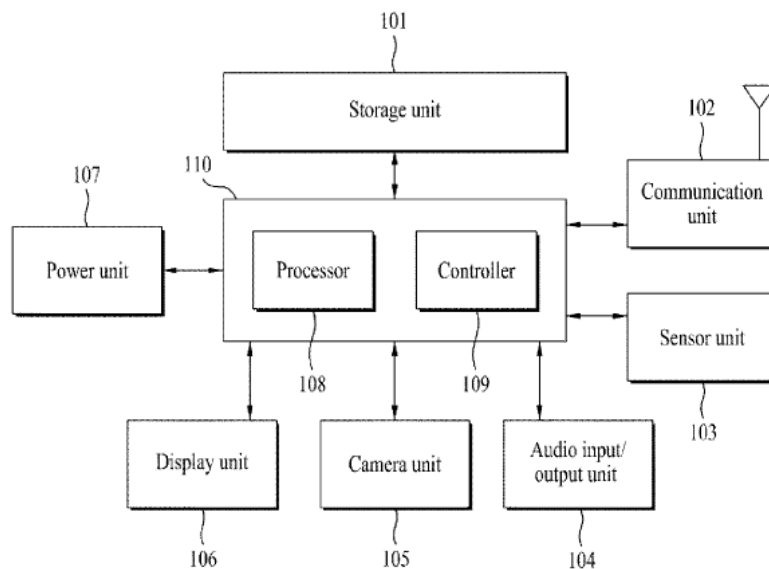 101
Storage unit
102
Communication
unit
110
107
Power unit
Processor
Controller
108
109
Sensor unit
103
Display unit
Camera unit
Audio input/
output unit
106
105
104